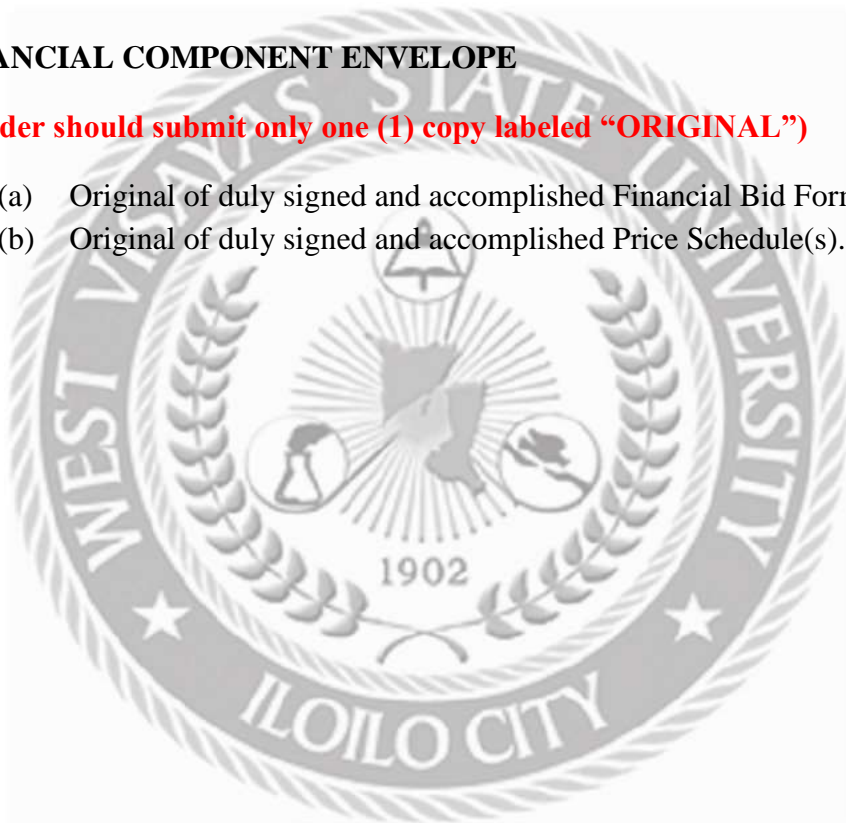 ANCIAL COMPONENT ENVELOPE
der should submit only one (1) copy labeled “ORIGINAL”)
(a) Original of duly signed and accomplished Financial Bid For
(b) Original of duly signed and accomplished Price Schedule(s).
WEST VISAYAS STATE UNIVERSITY
1902
ILOILO CITY